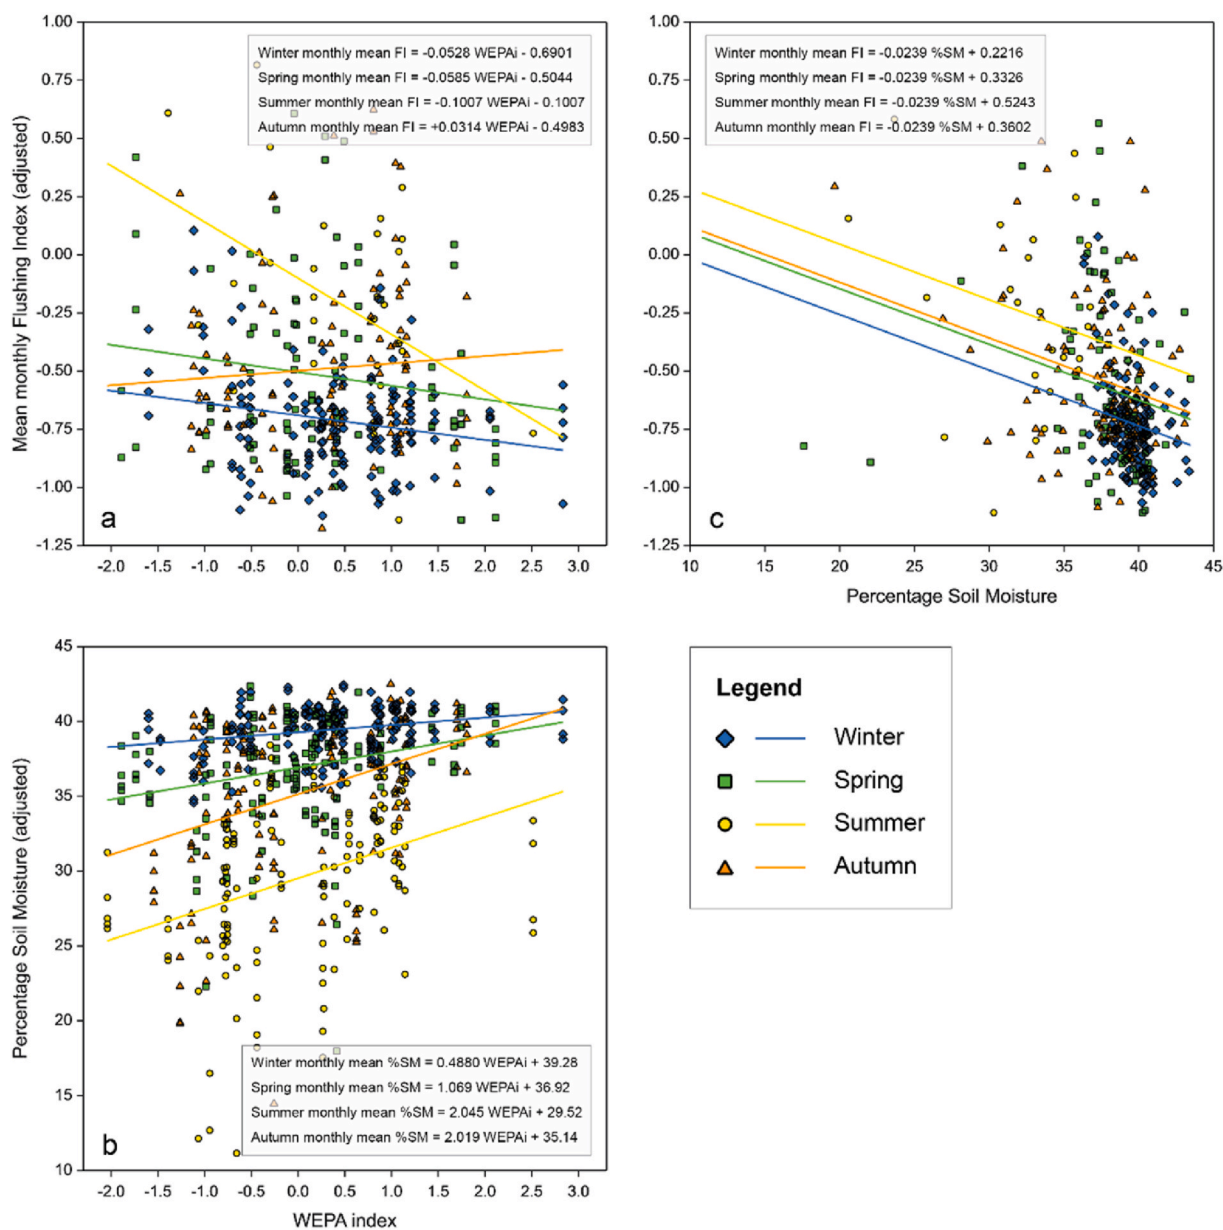 Mean monthly Flushing Index (adjusted)
1.00
0.75
0.50
0.25
0.00
-0.25
-0.50
-0.75
-1.00
-1.25
Winter monthly mean FI = -0.0528 WEPAi - 0.6901
Spring monthly mean FI = -0.0585 WEPAi - 0.5044
Summer monthly mean FI = -0.1007 WEPAi - 0.1007
Autumn monthly mean FI = +0.0314 WEPAi - 0.4983
a
-2.0 -1.5 -1.0 -0.5 0.0 0.5 1.0 1.5 2.0 2.5 3.0
1.00
0.75
0.50
0.25
0.00
-0.25
-0.50
-0.75
-1.00
-1.25
Winter monthly mean FI = -0.0239 %SM + 0.2216
Spring monthly mean FI = -0.0239 %SM + 0.3326
Summer monthly mean FI = -0.0239 %SM + 0.5243
Autumn monthly mean FI = -0.0239 %SM + 0.3602
c
10 15 20 25 30 35 40 45
Percentage Soil Moisture
Percentage Soil Moisture (adjusted)
45
40
35
30
25
20
15
10
Winter monthly mean %SM = 0.4880 WEPAi + 39.28
Spring monthly mean %SM = 1.069 WEPAi + 36.92
Summer monthly mean %SM = 2.045 WEPAi + 29.52
Autumn monthly mean %SM = 2.019 WEPAi + 35.14
b
-2.0 -1.5 -1.0 -0.5 0.0 0.5 1.0 1.5 2.0 2.5 3.0
WEPA index
Legend
Winter
Spring
Summer
Autumn